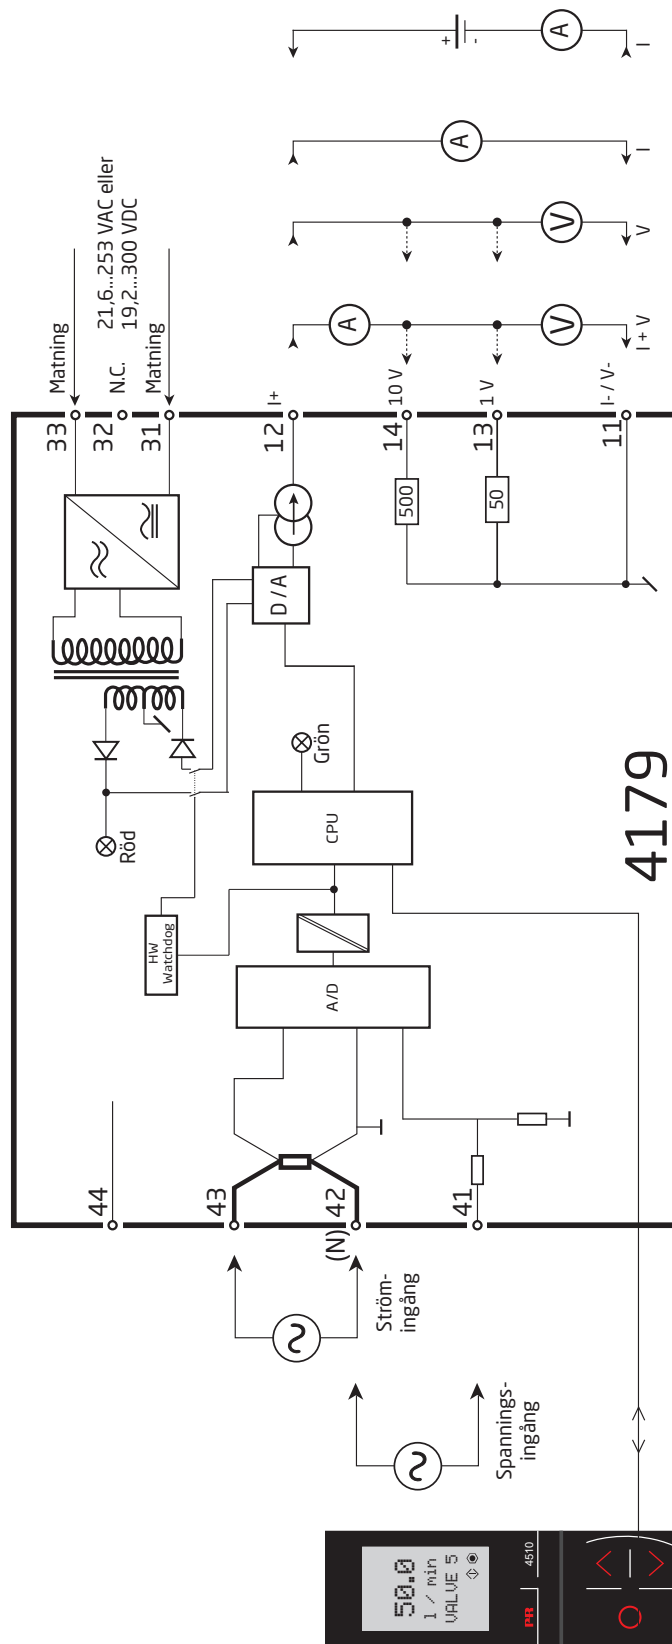 44
43
42
(N)
41
Ström-
ingång
Spannings-
ingång
50.0
l / min
VALVE 5
PR
4510
A/D
HW
Watchdog
CPU
Grön
Röd
D/A
500
50
33
32
31
12
14
13
11
Matning
N.C.
Matning
21,6...253 VAC eller
19,2...300 VDC
I+
10 V
1 V
I- / V-
A
V
I + V
V
V
A
I
+
-
A
I
4179